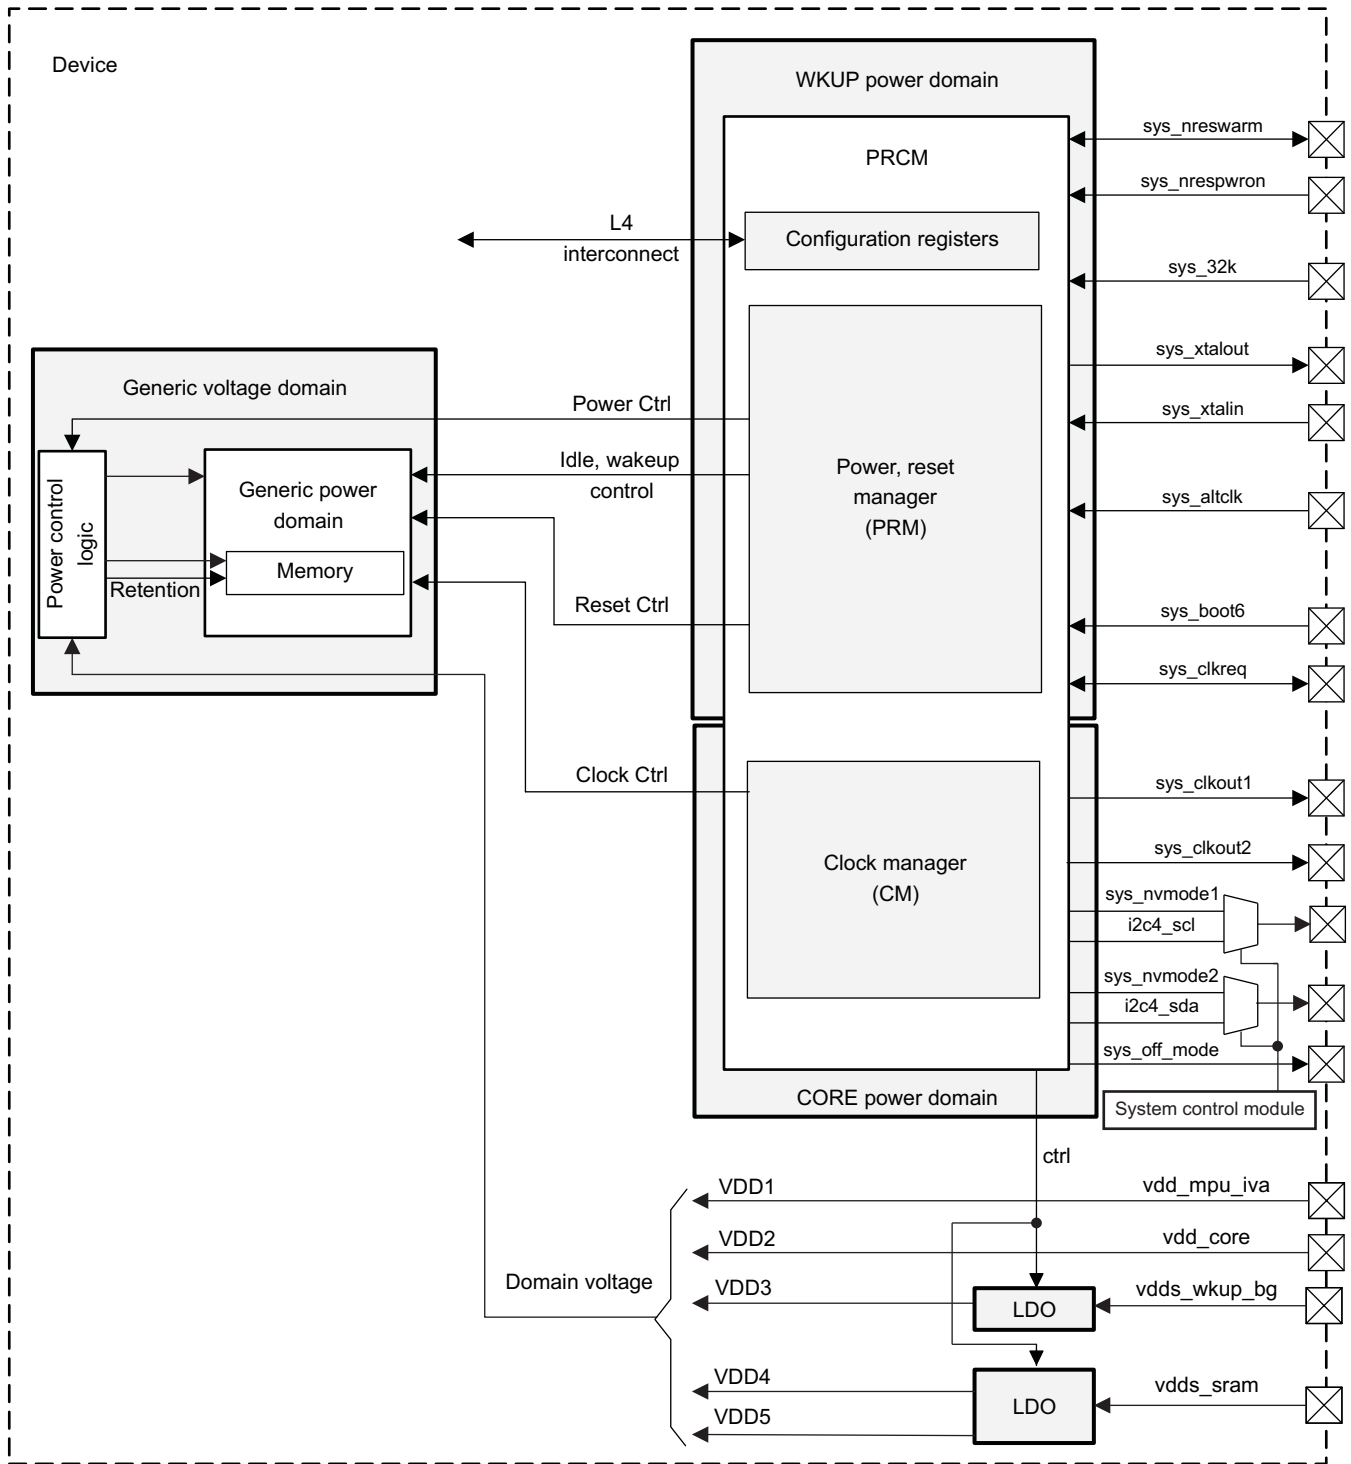 Device
WKUP power domain
PRCM
sys_nreswarm
sys_nrespwron
L4
interconnect
Configuration registers
sys_32k
sys_xtalout
Generic voltage domain
Power Ctrl
sys_xtalin
Idle, wakeup
control
Power, reset
manager
(PRM)
Generic power
domain
sys_altclk
Power control
logic
Memory
Retention
Reset Ctrl
sys_boot6
sys_clkreq
Clock Ctrl
sys_clkout1
Clock manager
(CM)
sys_clkout2
sys_nvmode1
i2c4_scl
sys_nvmode2
i2c4_sda
sys_off_mode
CORE power domain
System control module
ctrl
VDD1
vdd_mpu_iva
VDD2
vdd_core
Domain voltage
VDD3
LDO
vdds_wkup_bg
VDD4
VDD5
LDO
vdds_sram